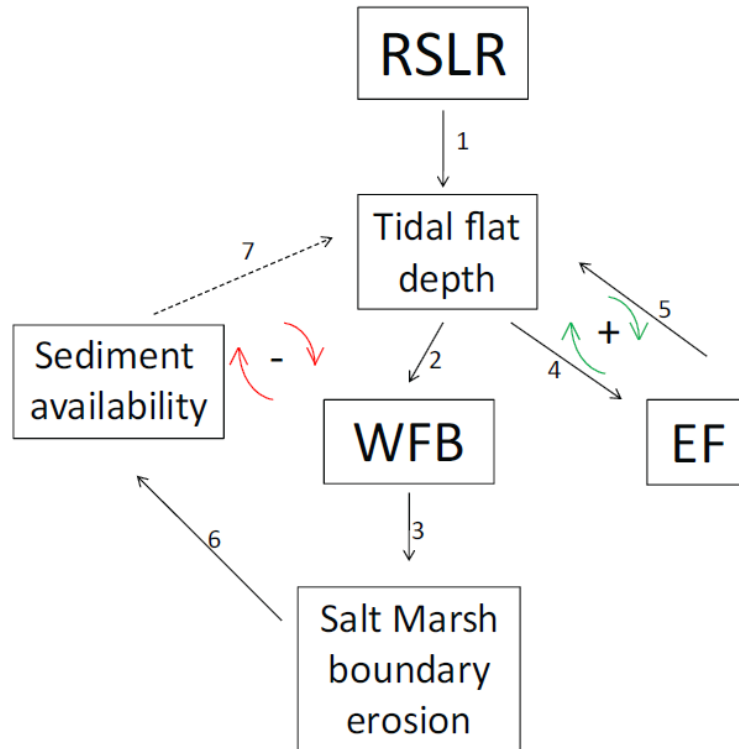 RSLR
1
Tidal flat
depth
7
5
+
-
2
4
Sediment
availability
WFB
EF
3
6
Salt Marsh
boundary
erosion